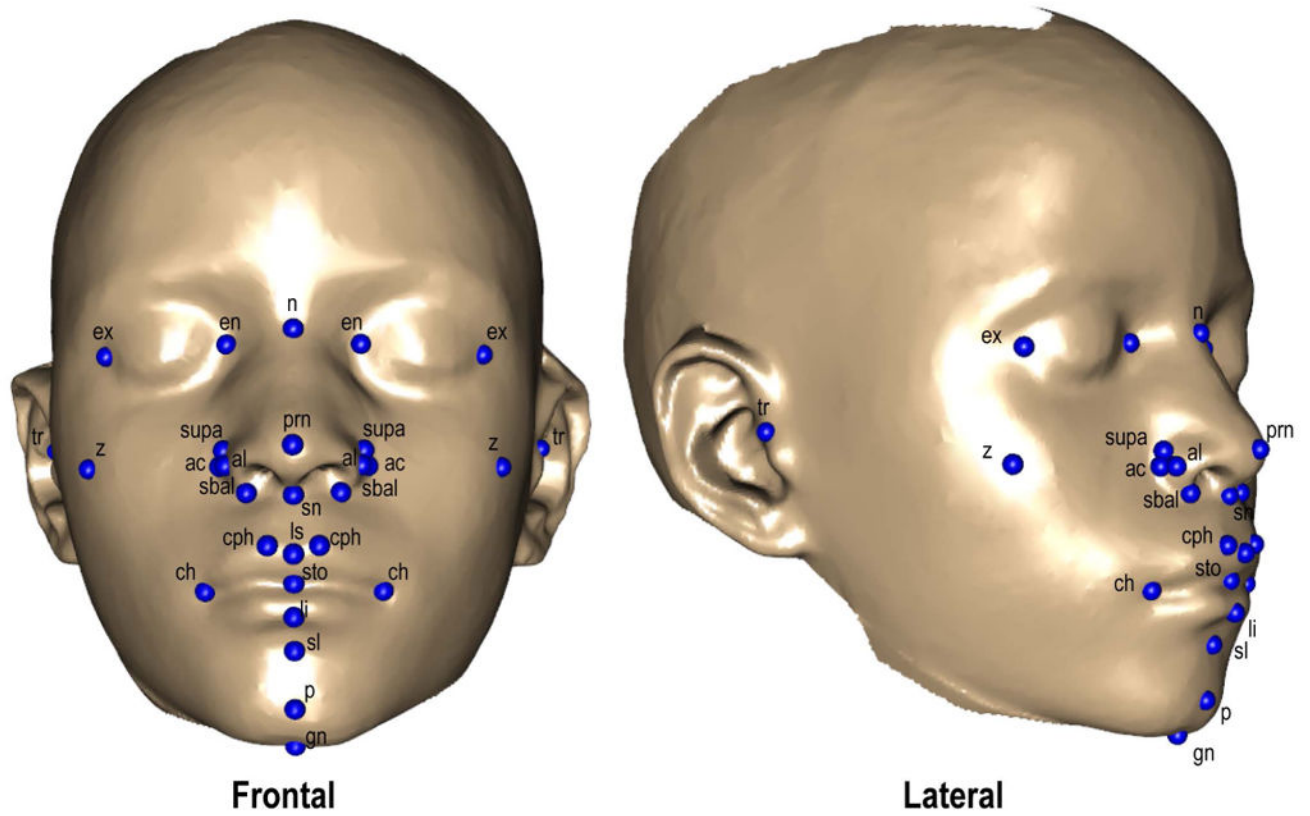 n
ex
en
en
ex
prn
supa
supa
tr
z
ac
al
al
ac
z
tr
sbal
sbal
sn
ls
cph
cph
ch
sto
ch
li
sl
p
gn
Frontal
n
ex
tr
prn
supa
z
ac
al
sbal
sn
cph
sto
ch
li
sl
p
gn
Lateral